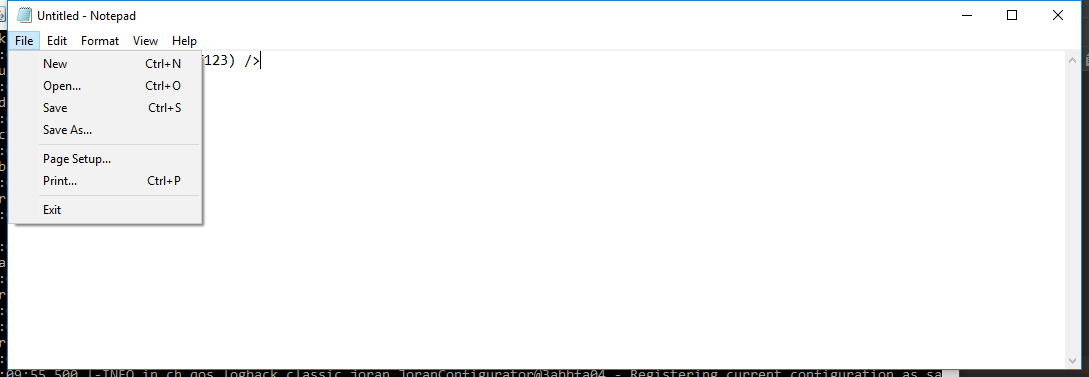 Untitled - Notepad
File Edit Format View Help
123) />
New Ctrl+N
Open... Ctrl+O
Save Ctrl+S
Save As...
Page Setup...
Print... Ctrl+P
Exit
:09:55,500 |-INFO in ch.qos.logback.classic.joran.JoranConfigurator@3abbfa04 - Registering current configuration as sa